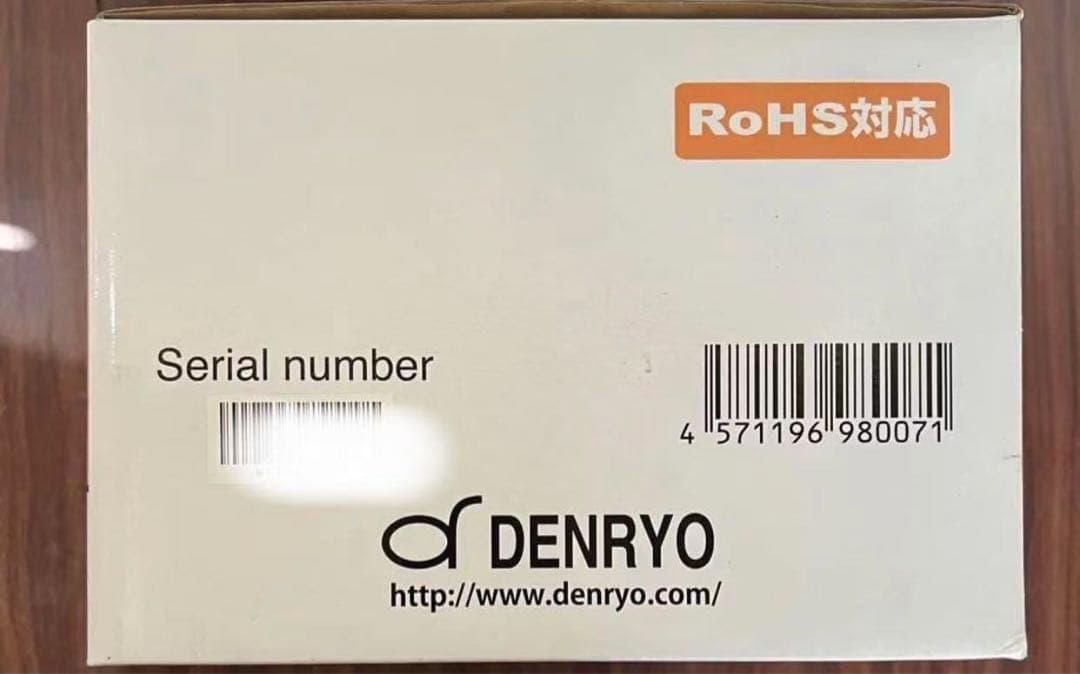 RoHS対応
Serial number
4 571196 980071
DENRYO
http://www.denryo.com/